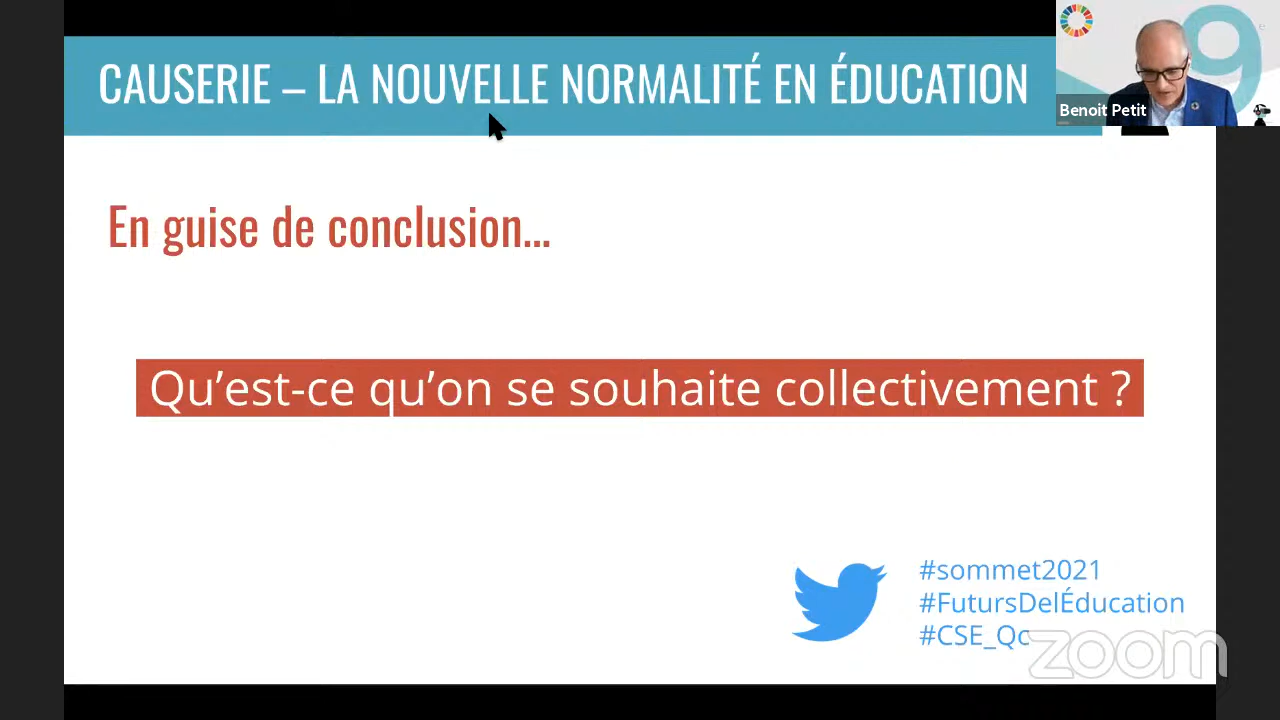 CAUSERIE – LA NOUVELLE NORMALITÉ EN ÉDUCATION
Benoit Petit
9
e
En guise de conclusion...
Qu’est-ce qu’on se souhaite collectivement ?
#sommet2021
#FutursDelÉducation
#CSE_Qc
zoom